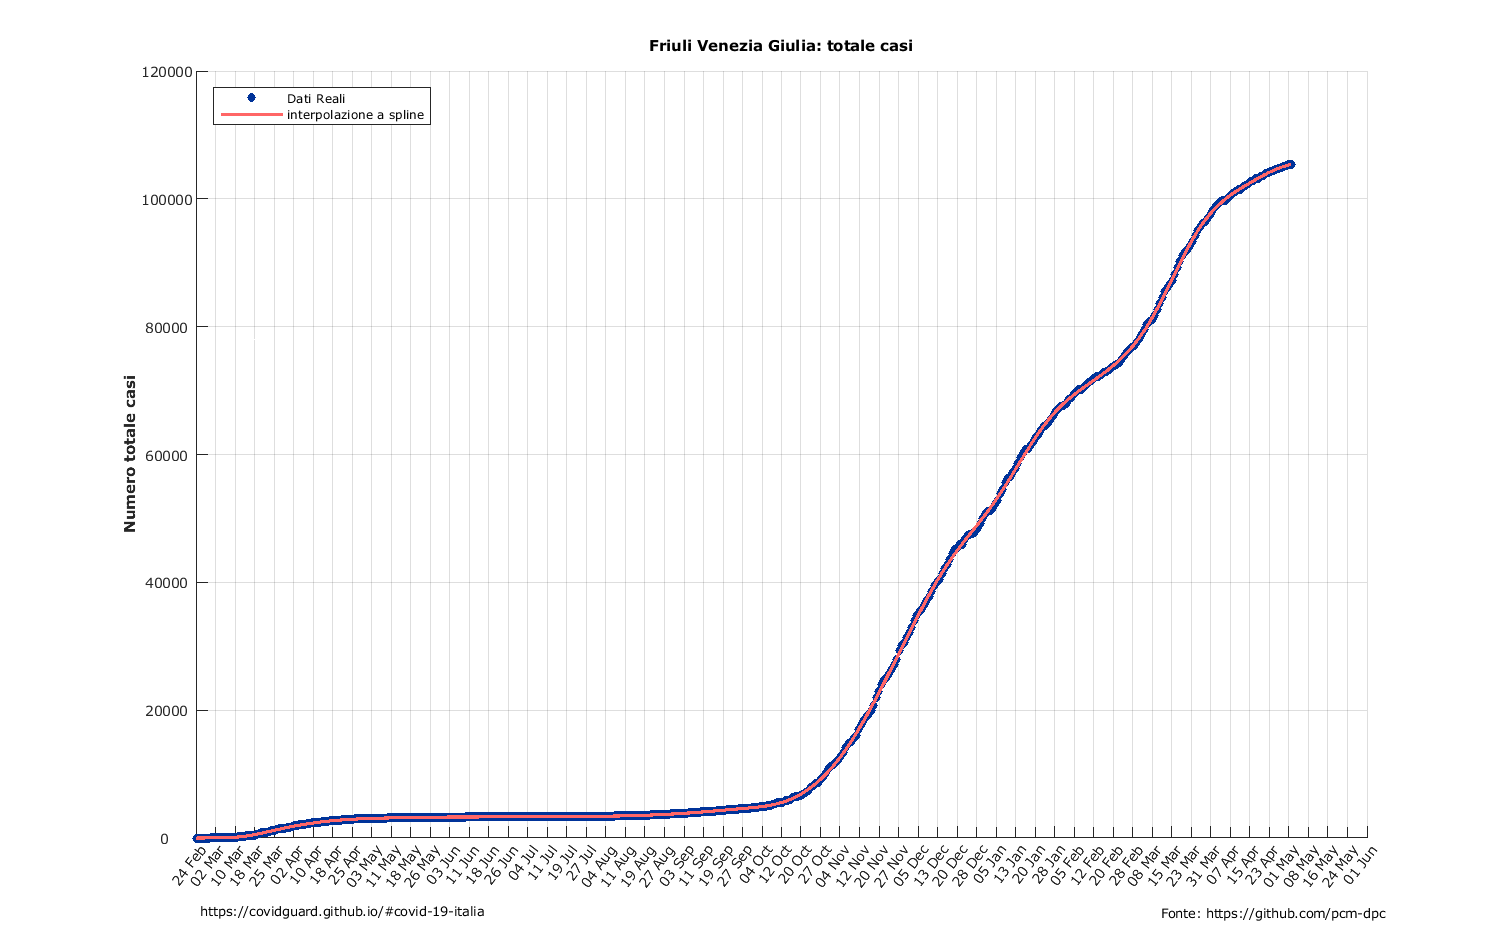 Friuli Venezia Giulia: totale casi
Dati Reali
interpolazione a spline
Numero totale casi
120000
100000
80000
60000
40000
20000
0
24 Feb
02 Mar
10 Mar
18 Mar
25 Mar
02 Apr
10 Apr
18 Apr
25 Apr
03 May
11 May
18 May
26 May
03 Jun
11 Jun
18 Jun
26 Jun
04 Jul
11 Jul
19 Jul
27 Jul
04 Aug
11 Aug
19 Aug
27 Aug
03 Sep
11 Sep
19 Sep
27 Sep
04 Oct
12 Oct
20 Oct
27 Oct
04 Nov
12 Nov
20 Nov
27 Nov
05 Dec
13 Dec
20 Dec
28 Dec
05 Jan
13 Jan
20 Jan
28 Jan
05 Feb
12 Feb
20 Feb
28 Feb
08 Mar
15 Mar
23 Mar
31 Mar
07 Apr
15 Apr
23 Apr
01 May
08 May
16 May
24 May
01 Jun
https://covidguard.github.io/#covid-19-italia
Fonte: https://github.com/pcm-dpc